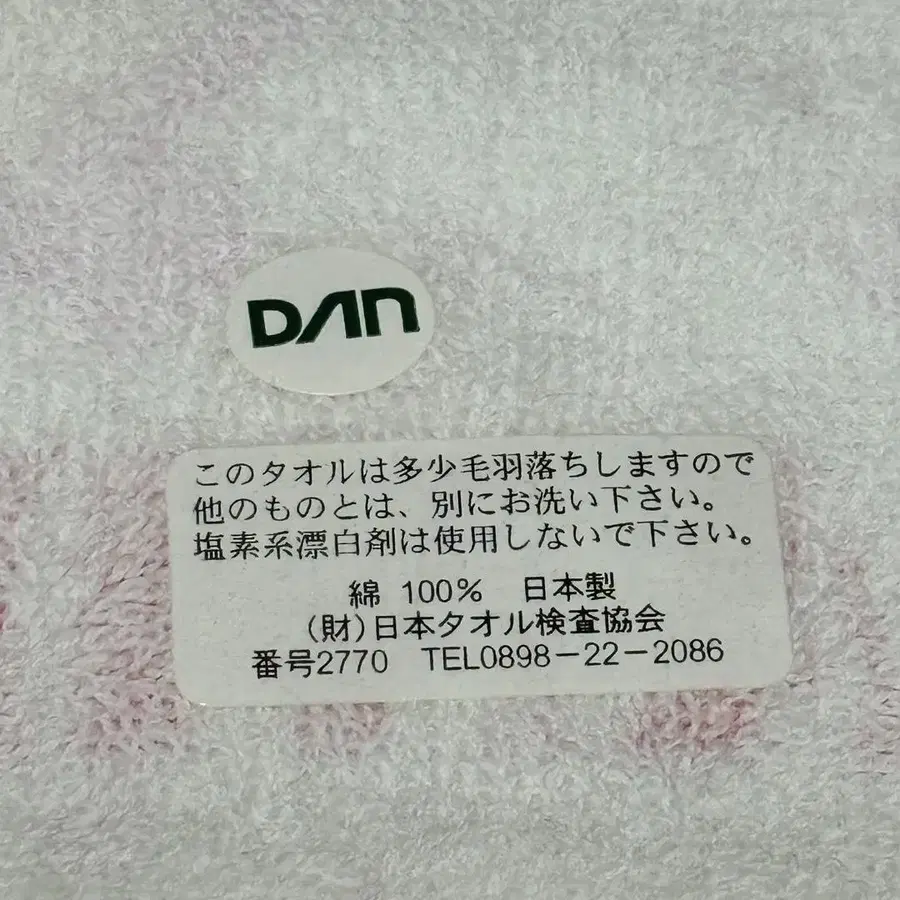 DAN
このタオルは多少毛羽落ちしますので
他のものとは、別にお洗い下さい。
塩素系漂白剤は使用しないで下さい。
綿 100% 日本製
(財)日本タオル検査協会
番号2770 TEL0898-22-2086